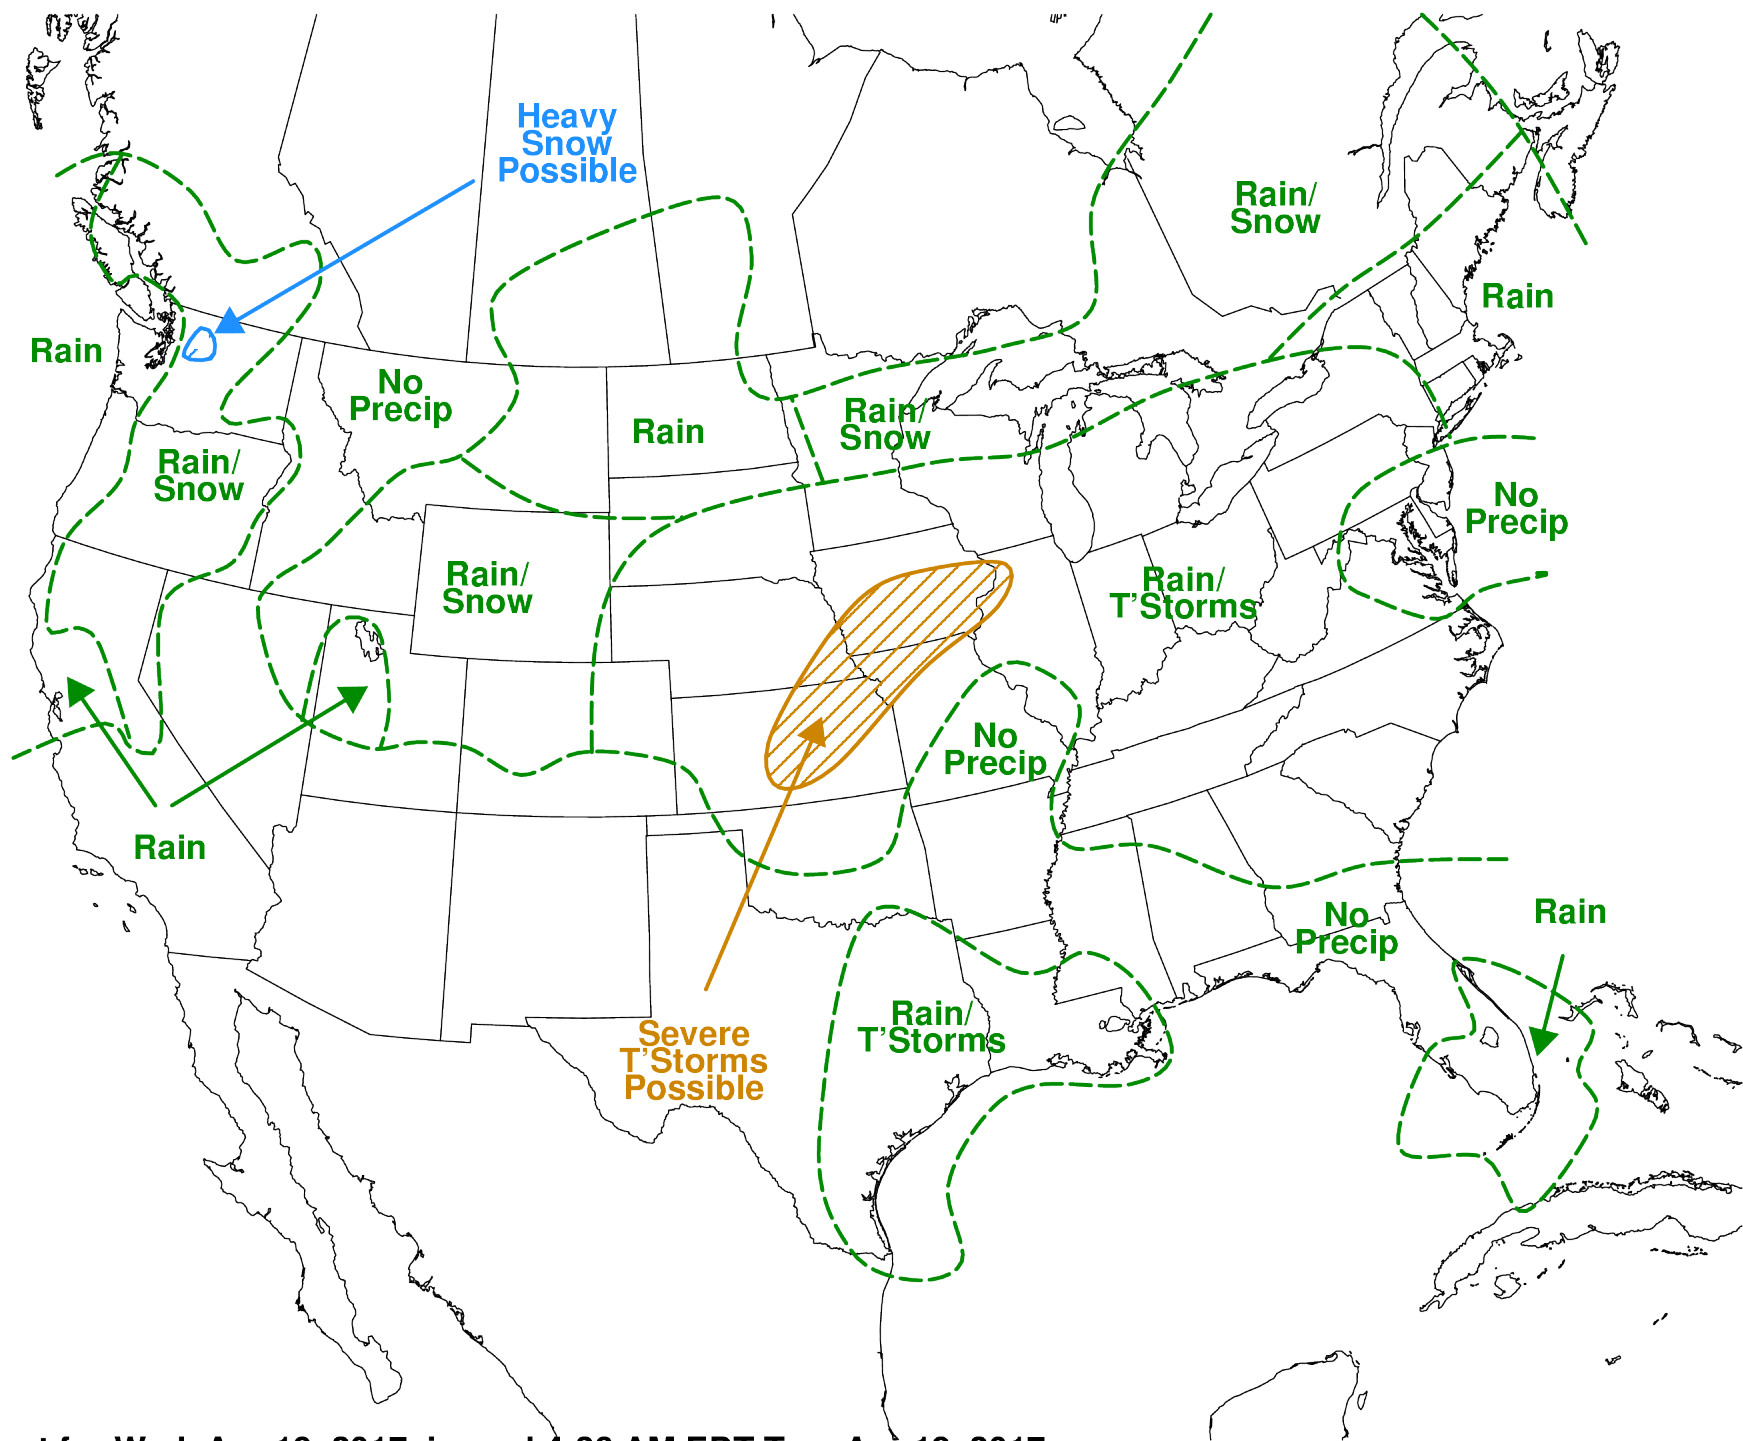 Heavy
Snow
Possible
Rain/
Snow
Rain
Rain
No
Precip
Rain
Rain/
Snow
Rain/
Snow
No
Precip
Rain/
Snow
Rain/
T'Storms
No
Precip
Rain
No
Precip
Rain
Rain/
T'Storms
Severe
T'Storms
Possible